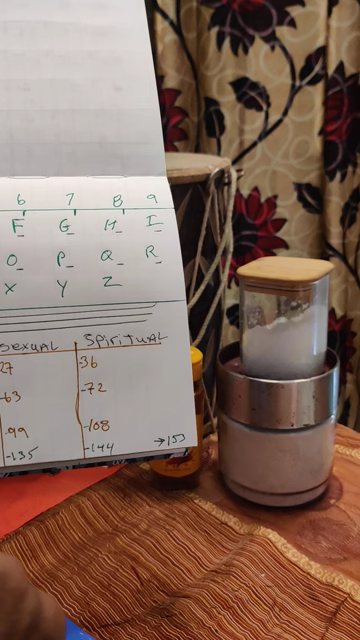 6 7 8 9
F G H I
O P Q R
X Y Z
sexual Spiritual
27 -36
-63 -72
-99 -108
-135 -144 →153